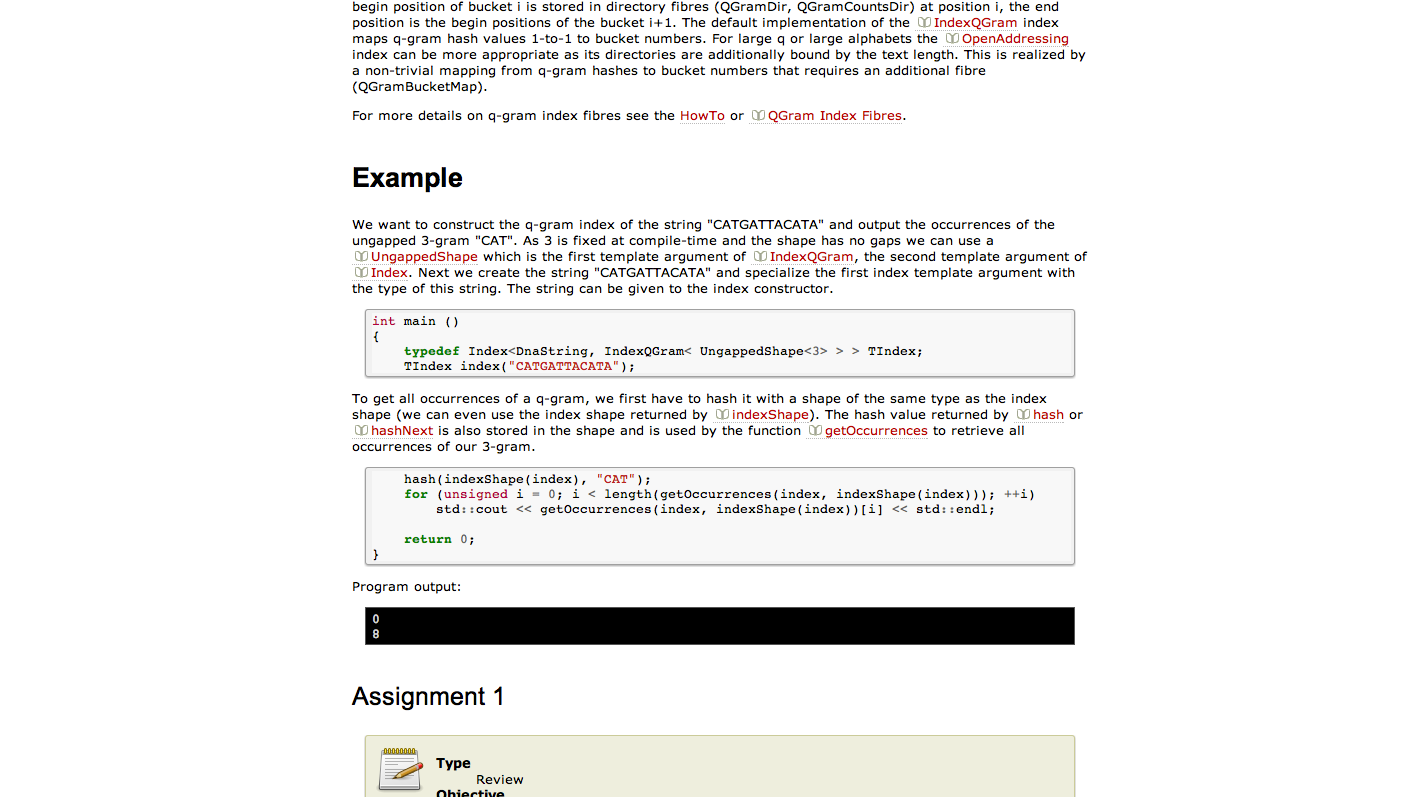 begin position of bucket i is stored in directory fibres (QGramDir, QGramCountsDir) at position i, the end
position is the begin positions of the bucket i+1. The default implementation of the IndexQGram index
maps q-gram hash values 1-to-1 to bucket numbers. For large q or large alphabets the OpenAddressing
index can be more appropriate as its directories are additionally bound by the text length. This is realized by
a non-trivial mapping from q-gram hashes to bucket numbers that requires an additional fibre
(QGramBucketMap).
For more details on q-gram index fibres see the HowTo or QGram Index Fibres.
Example
We want to construct the q-gram index of the string "CATGATTACATA" and output the occurrences of the
ungapped 3-gram "CAT". As 3 is fixed at compile-time and the shape has no gaps we can use a
UngappedShape which is the first template argument of IndexQGram, the second template argument of
Index. Next we create the string "CATGATTACATA" and specialize the first index template argument with
the type of this string. The string can be given to the index constructor.
int main ()
{
    typedef Index<DnaString, IndexQGram< UngappedShape<3> > > TIndex;
    TIndex index("CATGATTACATA");
To get all occurrences of a q-gram, we first have to hash it with a shape of the same type as the index
shape (we can even use the index shape returned by indexShape). The hash value returned by hash or
hashNext is also stored in the shape and is used by the function getOccurrences to retrieve all
occurrences of our 3-gram.
    hash(indexShape(index), "CAT");
    for (unsigned i = 0; i < length(getOccurrences(index, indexShape(index))); ++i)
        std::cout << getOccurrences(index, indexShape(index))[i] << std::endl;
    return 0;
}
Program output:
0
8
Assignment 1
Type
Review
Objective